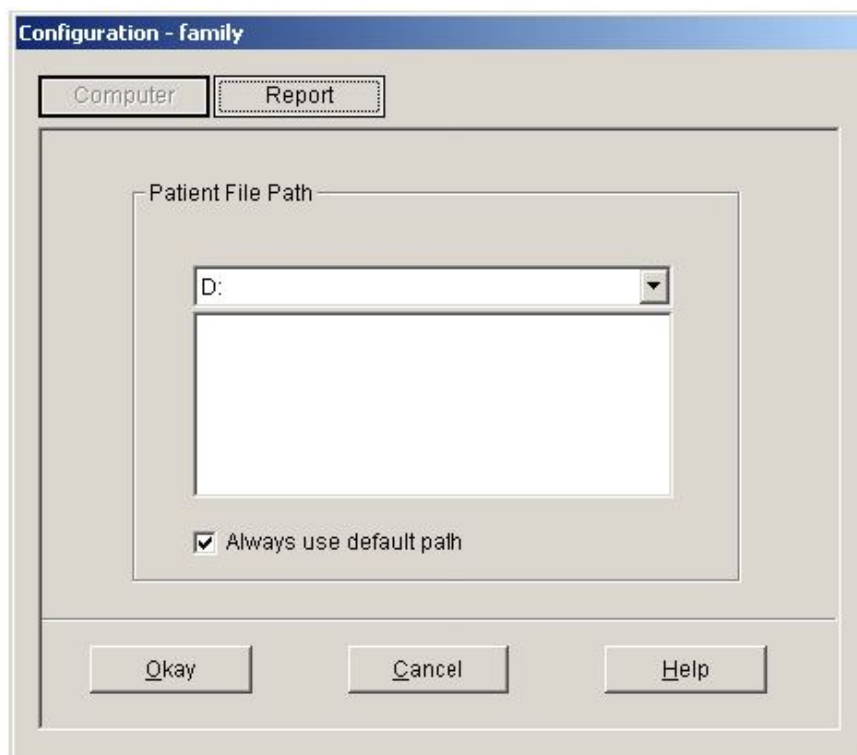 Configuration - family
Computer Report
Patient File Path
D:
Always use default path
Okay Cancel Help